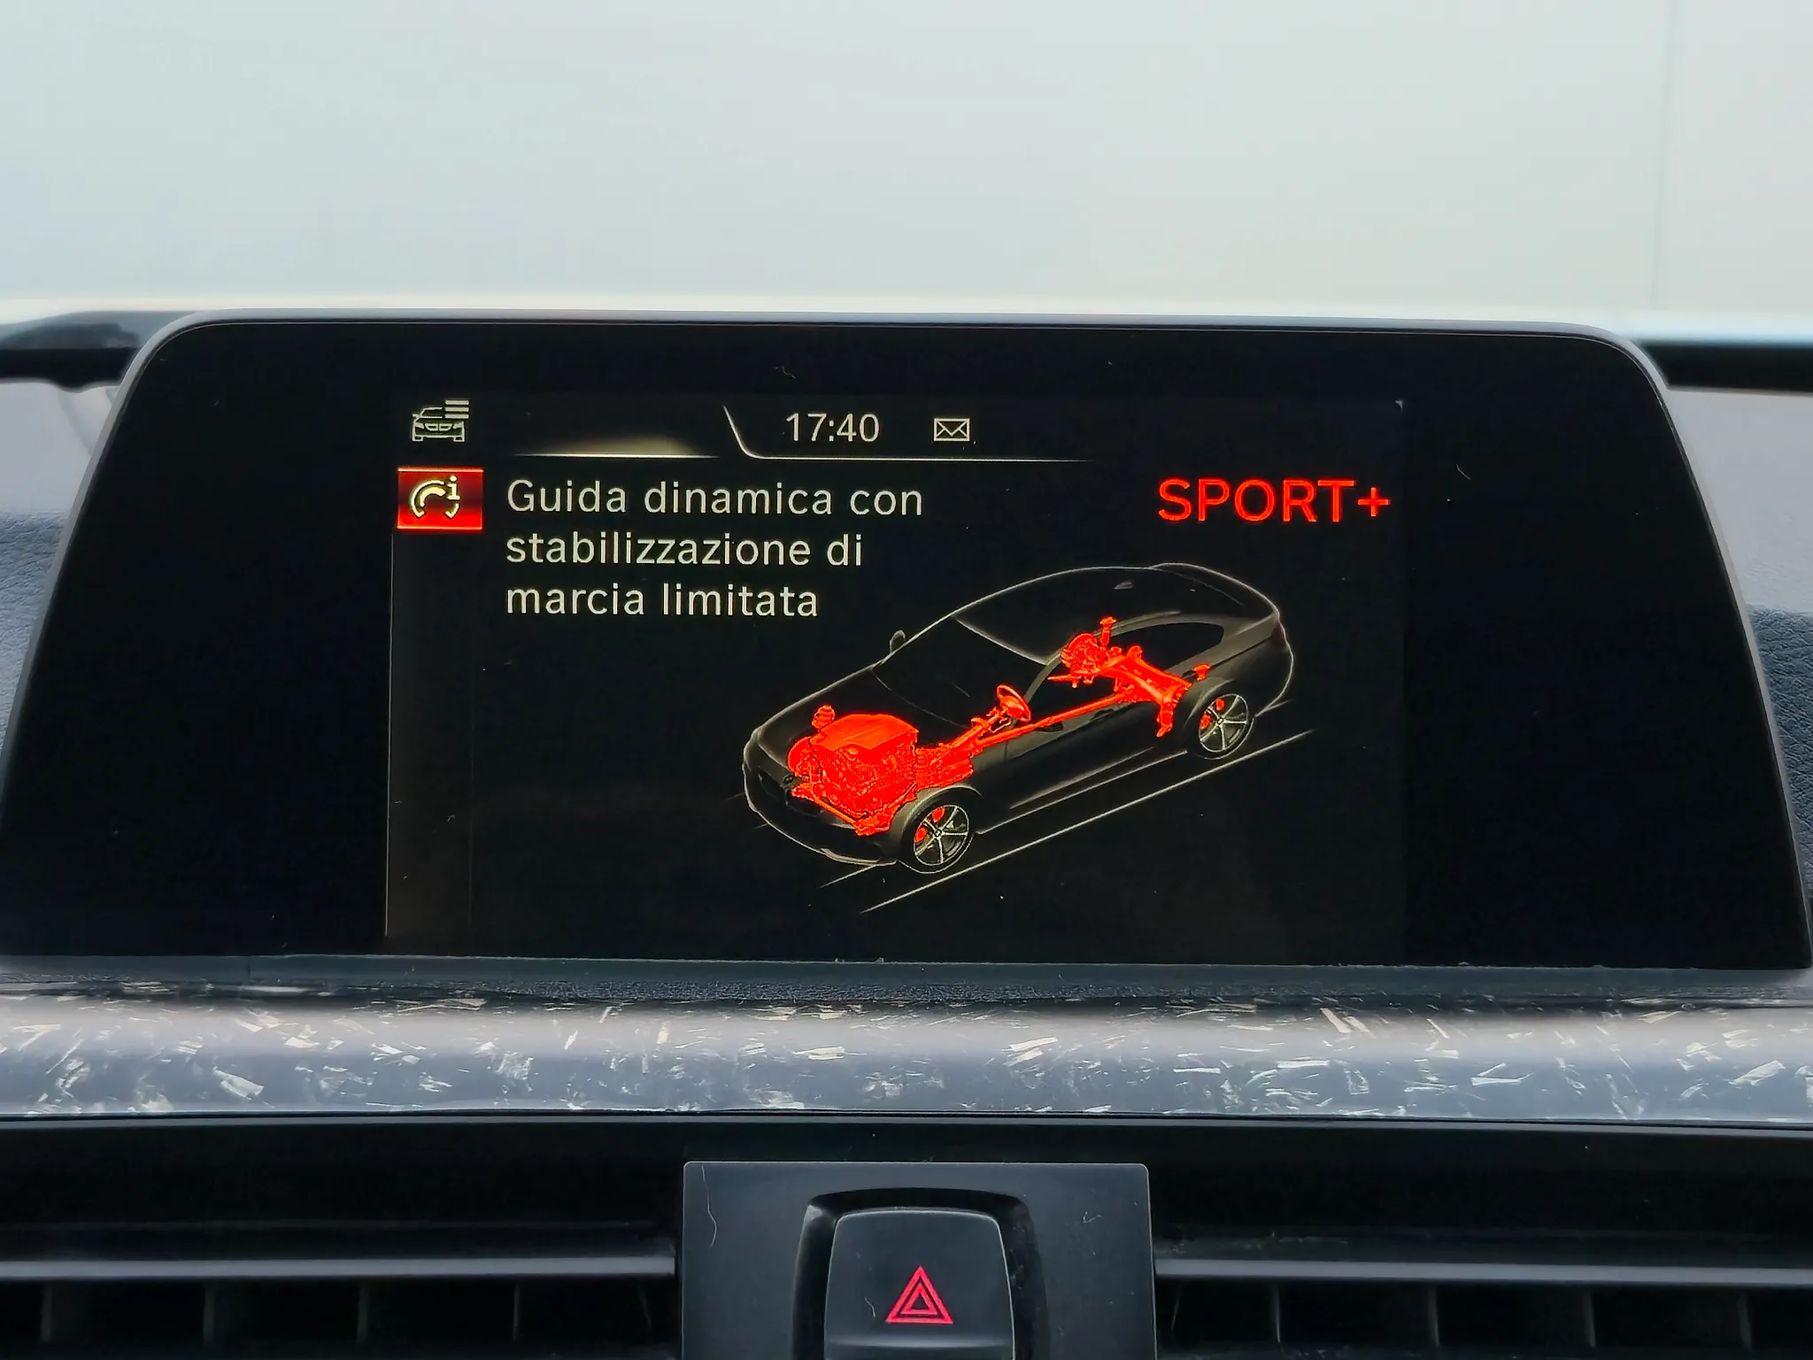 17:40
Guida dinamica con
stabilizzazione di
marcia limitata
SPORT+